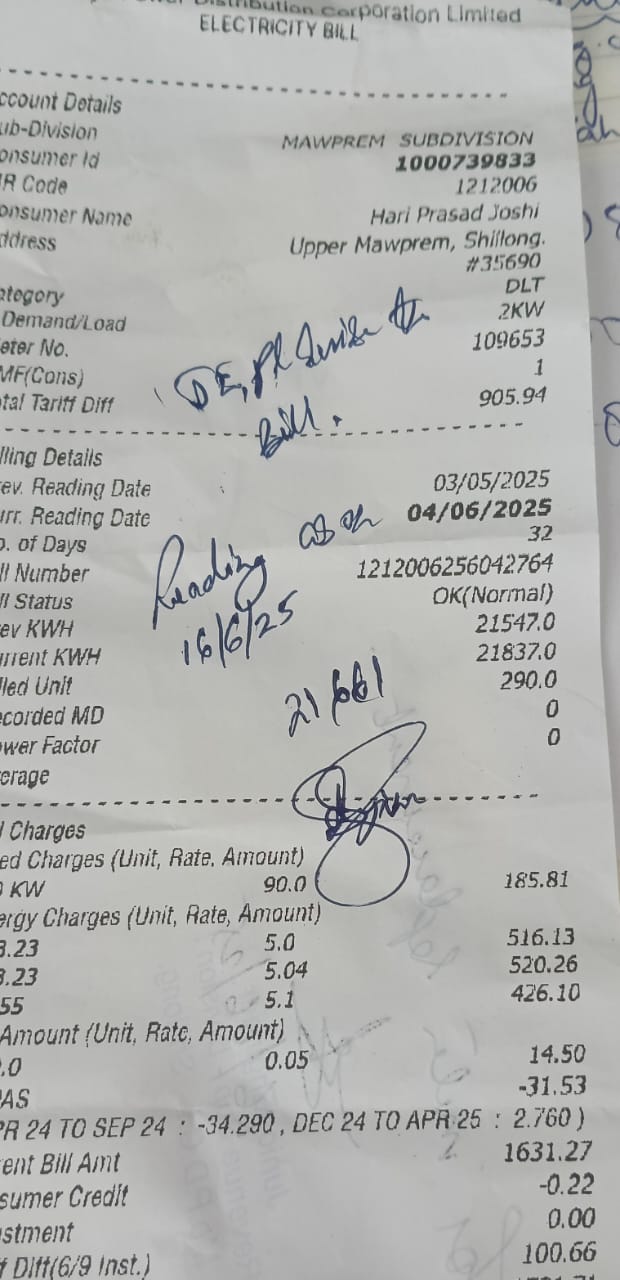 Distribution Corporation Limited
ELECTRICITY BILL
ccount Details
ub-Division MAWPREM SUBDIVISION
onsumer Id 1000739833
R Code 1212006
onsumer Name Hari Prasad Joshi
ddress Upper Mawprem, Shillong.
#35690
ategory DLT
Demand/Load 2KW
eter No. 109653
MF(Cons) 1
tal Tariff Diff 905.94
Bill.
lling Details
ev. Reading Date 03/05/2025
rr. Reading Date 04/06/2025
o. of Days 32
ll Number 1212006256042764
ll Status OK(Normal)
Reading as on
16/6/25
ev KWH 21547.0
urrent KWH 21837.0
lled Unit 290.0
ecorded MD 0
ower Factor 0
erage
l Charges
ed Charges (Unit, Rate, Amount)
KW 90.0 185.81
ergy Charges (Unit, Rate, Amount)
3.23 5.0 516.13
3.23 5.04 520.26
55 5.1 426.10
Amount (Unit, Rate, Amount)
.0 0.05 14.50
AS -31.53
PR 24 TO SEP 24 : -34.290 , DEC 24 TO APR 25 : 2.760 )
ent Bill Amt 1631.27
sumer Credit -0.22
stment 0.00
f Diff(6/9 Inst.) 100.66